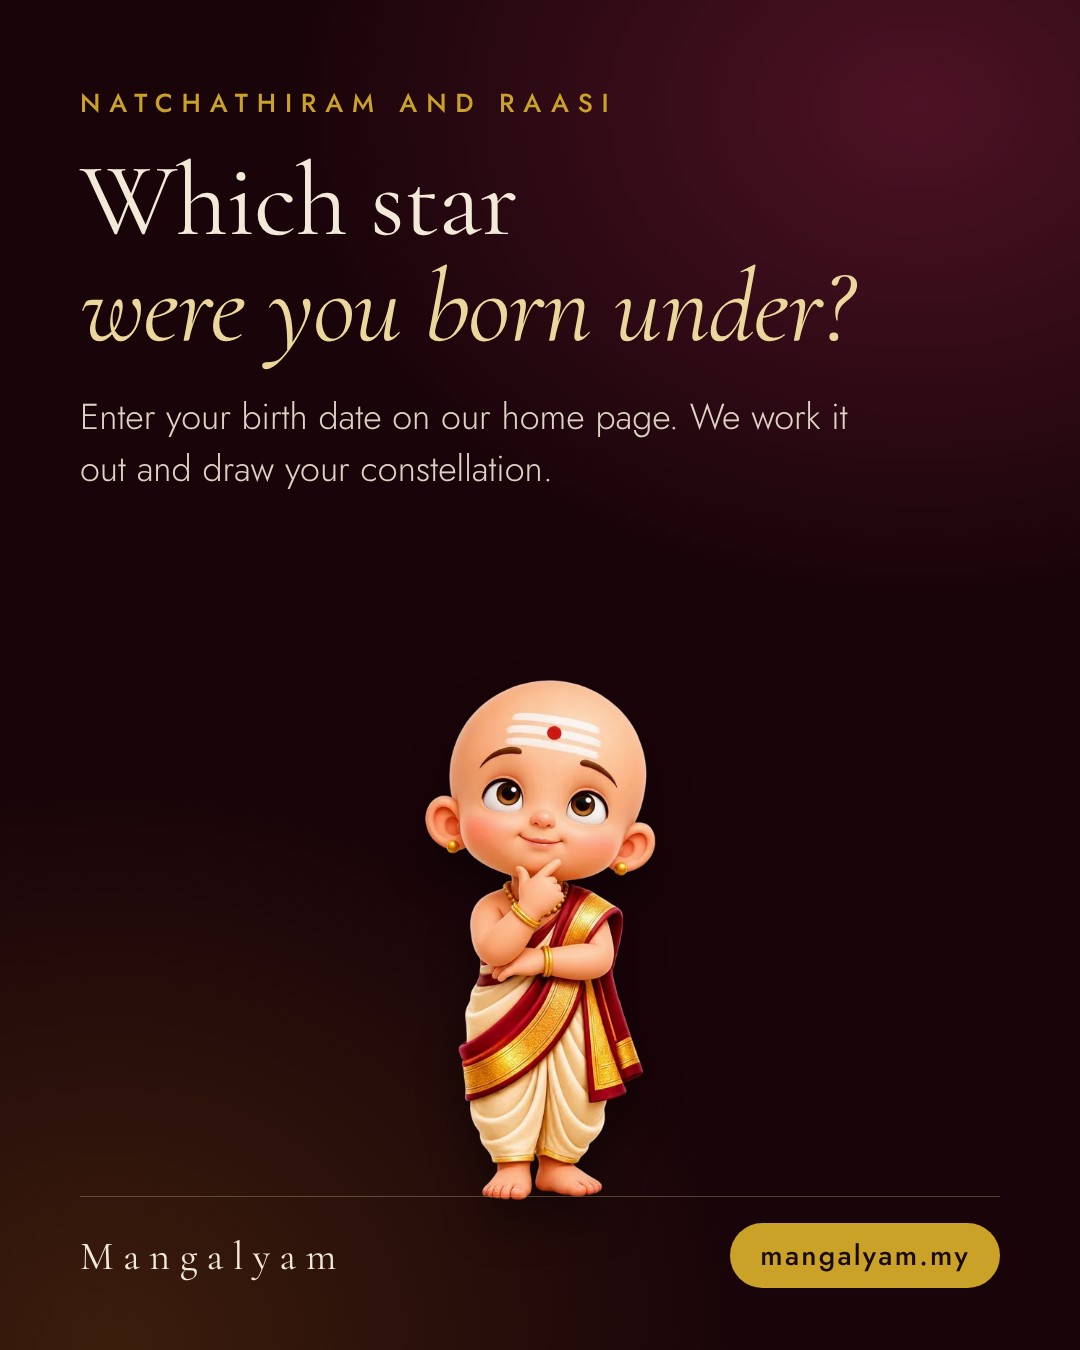 NATCHATHIRAM AND RAASI
Which star
were you born under?
Enter your birth date on our home page. We work it
out and draw your constellation.
Mangalyam
mangalyam.my